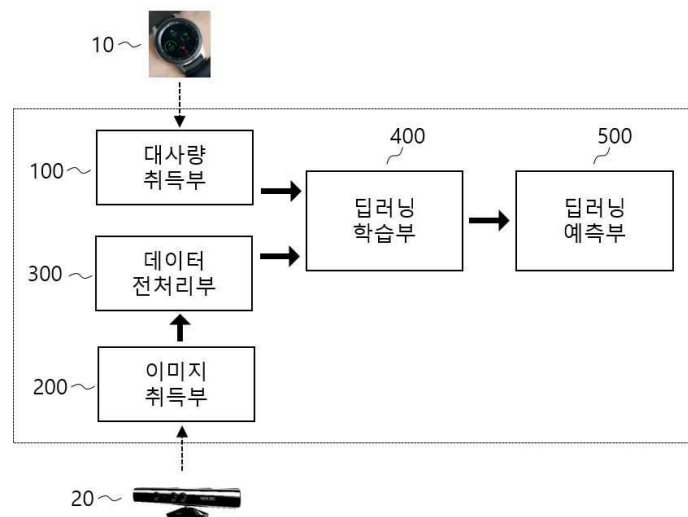 10
대사량
취득부
100
400
딥러닝
학습부
500
딥러닝
예측부
데이터
전처리부
300
이미지
취득부
200
20